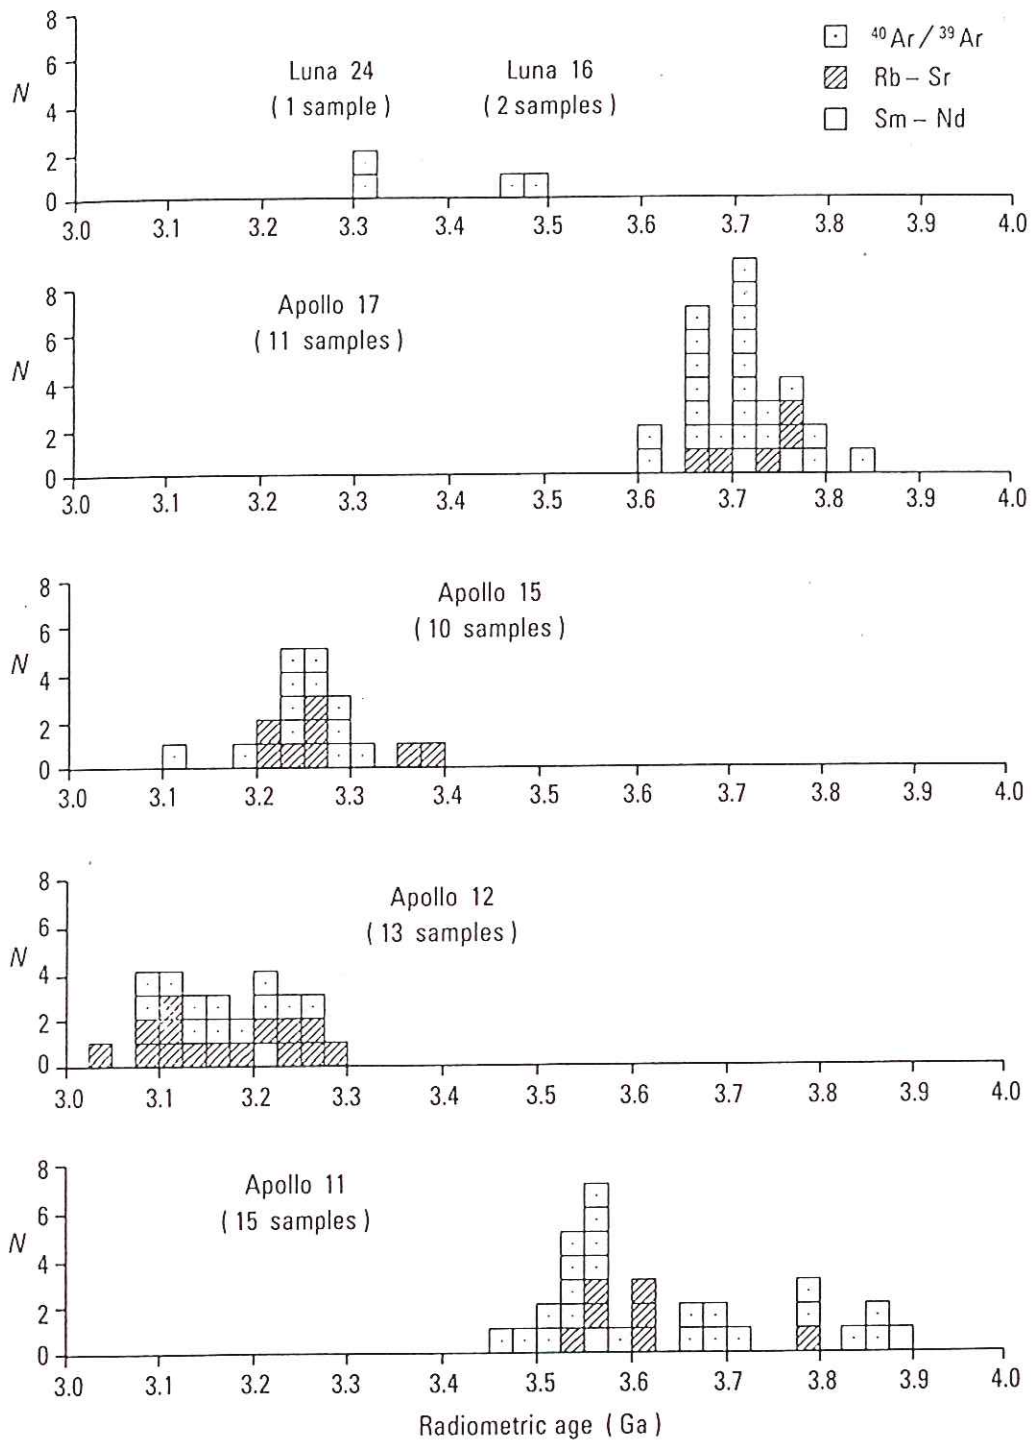 8
6
N
4
2
0
Luna 24
( 1 sample )
Luna 16
( 2 samples )
⁴⁰Ar / ³⁹Ar
Rb – Sr
Sm – Nd
3.0 3.1 3.2 3.3 3.4 3.5 3.6 3.7 3.8 3.9 4.0
8
6
N
4
2
0
Apollo 17
( 11 samples )
3.0 3.1 3.2 3.3 3.4 3.5 3.6 3.7 3.8 3.9 4.0
8
6
N
4
2
0
Apollo 15
( 10 samples )
3.0 3.1 3.2 3.3 3.4 3.5 3.6 3.7 3.8 3.9 4.0
8
6
N
4
2
0
Apollo 12
( 13 samples )
3.0 3.1 3.2 3.3 3.4 3.5 3.6 3.7 3.8 3.9 4.0
8
6
N
4
2
0
Apollo 11
( 15 samples )
3.0 3.1 3.2 3.3 3.4 3.5 3.6 3.7 3.8 3.9 4.0
Radiometric age ( Ga )